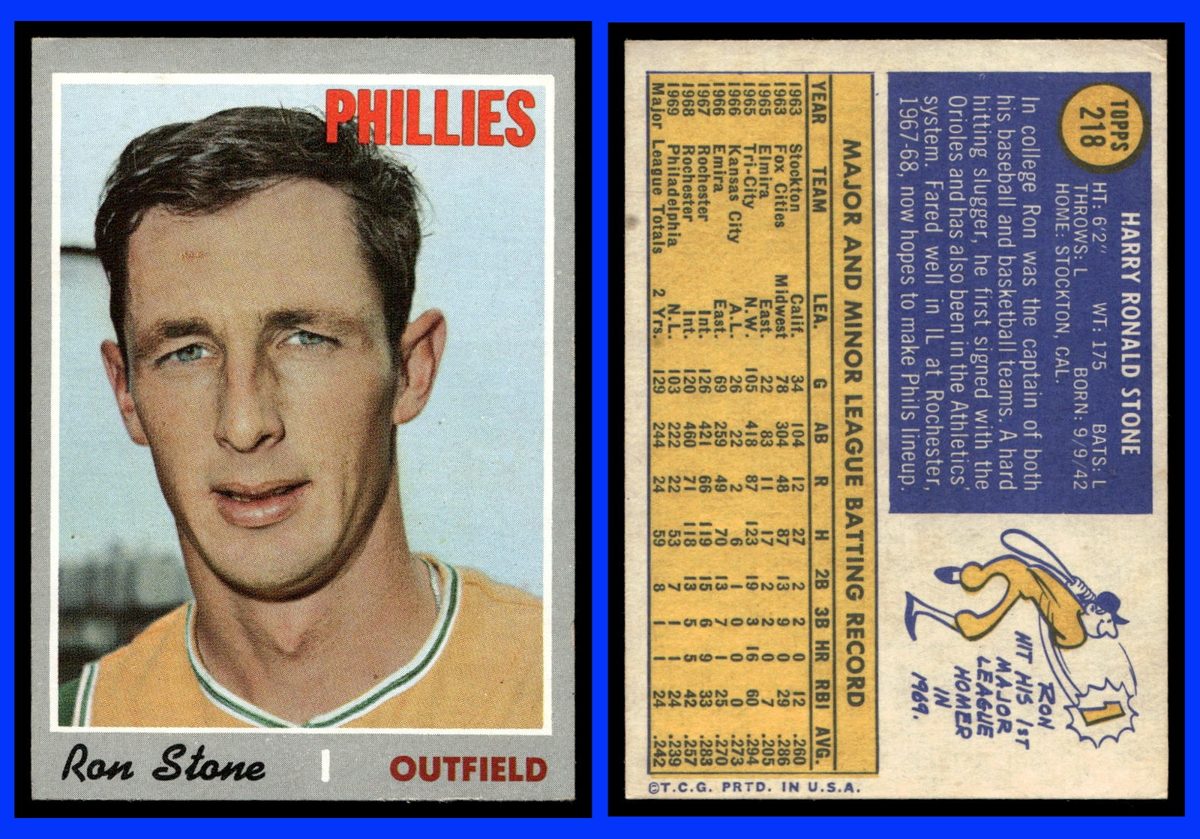 PHILLIES
Ron Stone
OUTFIELD
TOPPS
218
HARRY RONALD STONE
HT: 6'2" WT: 175 BATS: L
THROWS: L BORN: 9/9/42
HOME: STOCKTON, CAL.
In college Ron was the captain of both
his baseball and basketball teams. A hard
hitting slugger, he first signed with the
Orioles and has also been in the Athletics'
system. Fared well in IL at Rochester,
1967-68, now hopes to make Phils lineup.
1
RON
HIT HIS 1ST
MAJOR
LEAGUE
HOMER
IN
1969.
MAJOR AND MINOR LEAGUE BATTING RECORD
YEAR TEAM LEA. G AB R H 2B 3B HR RBI AVG.
1963 Stockton Calif. 34 104 12 27 2 2 0 12 .260
1963 Fox Cities Midwest 78 304 48 87 13 9 0 29 .286
1965 Elmira East. 22 83 11 17 2 2 0 7 .205
1965 Tri-City N.W. 105 418 87 123 19 3 16 60 .294
1966 Kansas City A.L. 26 22 2 6 1 0 0 0 .273
1966 Emira East. 69 259 49 70 13 7 1 25 .270
1967 Rochester Int. 126 421 66 119 15 6 9 33 .283
1968 Rochester Int. 120 460 71 118 13 5 5 42 .257
1969 Philadelphia N.L. 103 222 22 53 7 1 1 24 .239
Major League Totals 2 Yrs. 129 244 24 59 8 1 1 24 .242
©T.C.G. PRTD. IN U.S.A.